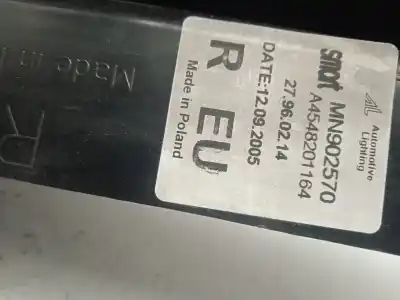 Automotive
Lighting
smart MN902570
A4548201164
27.96.02.14
DATE:12.09.2005
R EU
Made in Poland
Made in
R